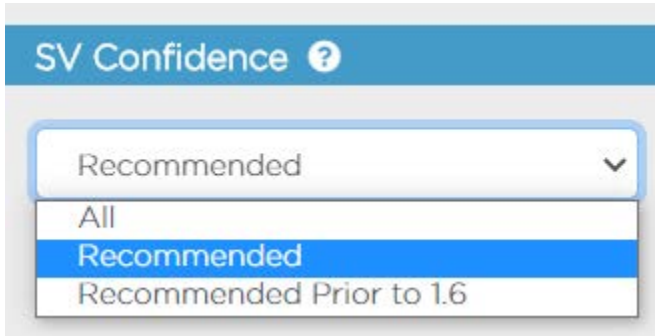 SV Confidence ?
Recommended
All
Recommended
Recommended Prior to 1.6